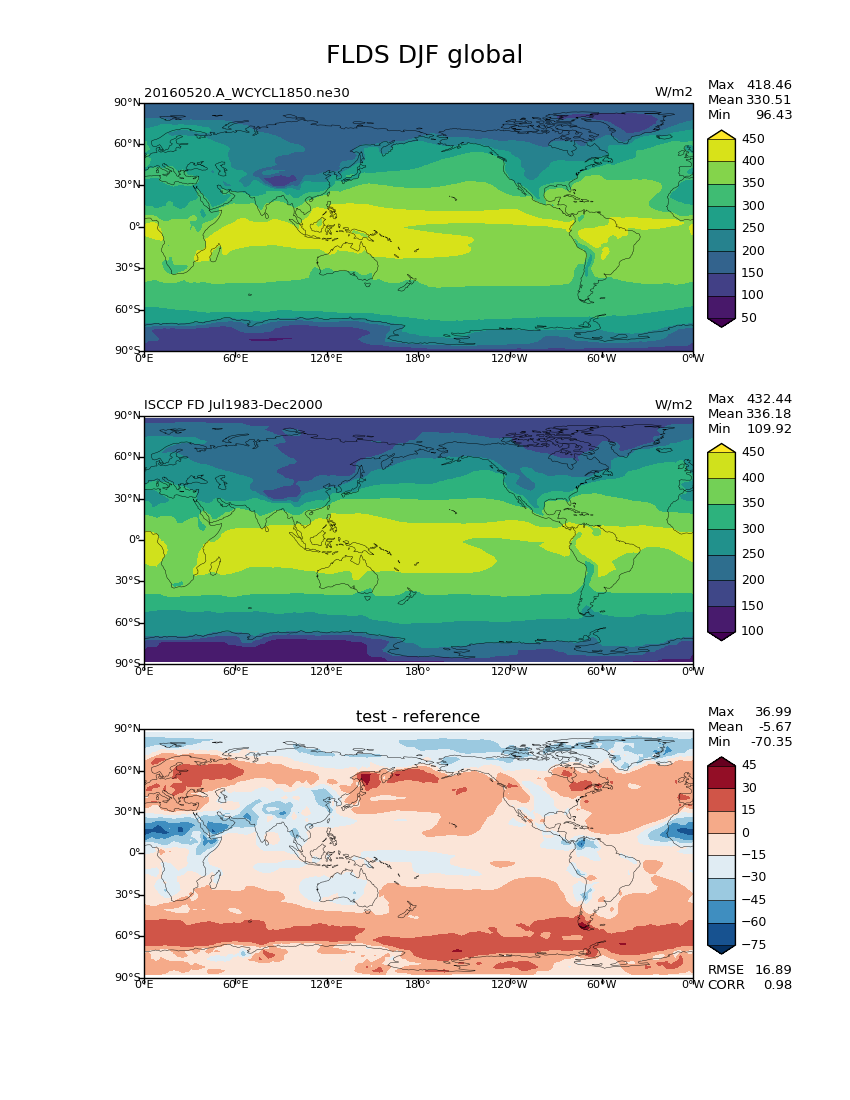 FLDS DJF global
20160520.A_WCYCL1850.ne30 W/m2
Max 418.46
Mean 330.51
Min 96.43
90°N
60°N
30°N
0°
30°S
60°S
90°S
0°E 60°E 120°E 180° 120°W 60°W 0°W
450
400
350
300
250
200
150
100
50
ISCCP FD Jul1983-Dec2000 W/m2
Max 432.44
Mean 336.18
Min 109.92
90°N
60°N
30°N
0°
30°S
60°S
90°S
0°E 60°E 120°E 180° 120°W 60°W 0°W
450
400
350
300
250
200
150
100
test - reference
Max 36.99
Mean -5.67
Min -70.35
90°N
60°N
30°N
0°
30°S
60°S
90°S
0°E 60°E 120°E 180° 120°W 60°W 0°W
45
30
15
0
−15
−30
−45
−60
−75
RMSE 16.89
CORR 0.98